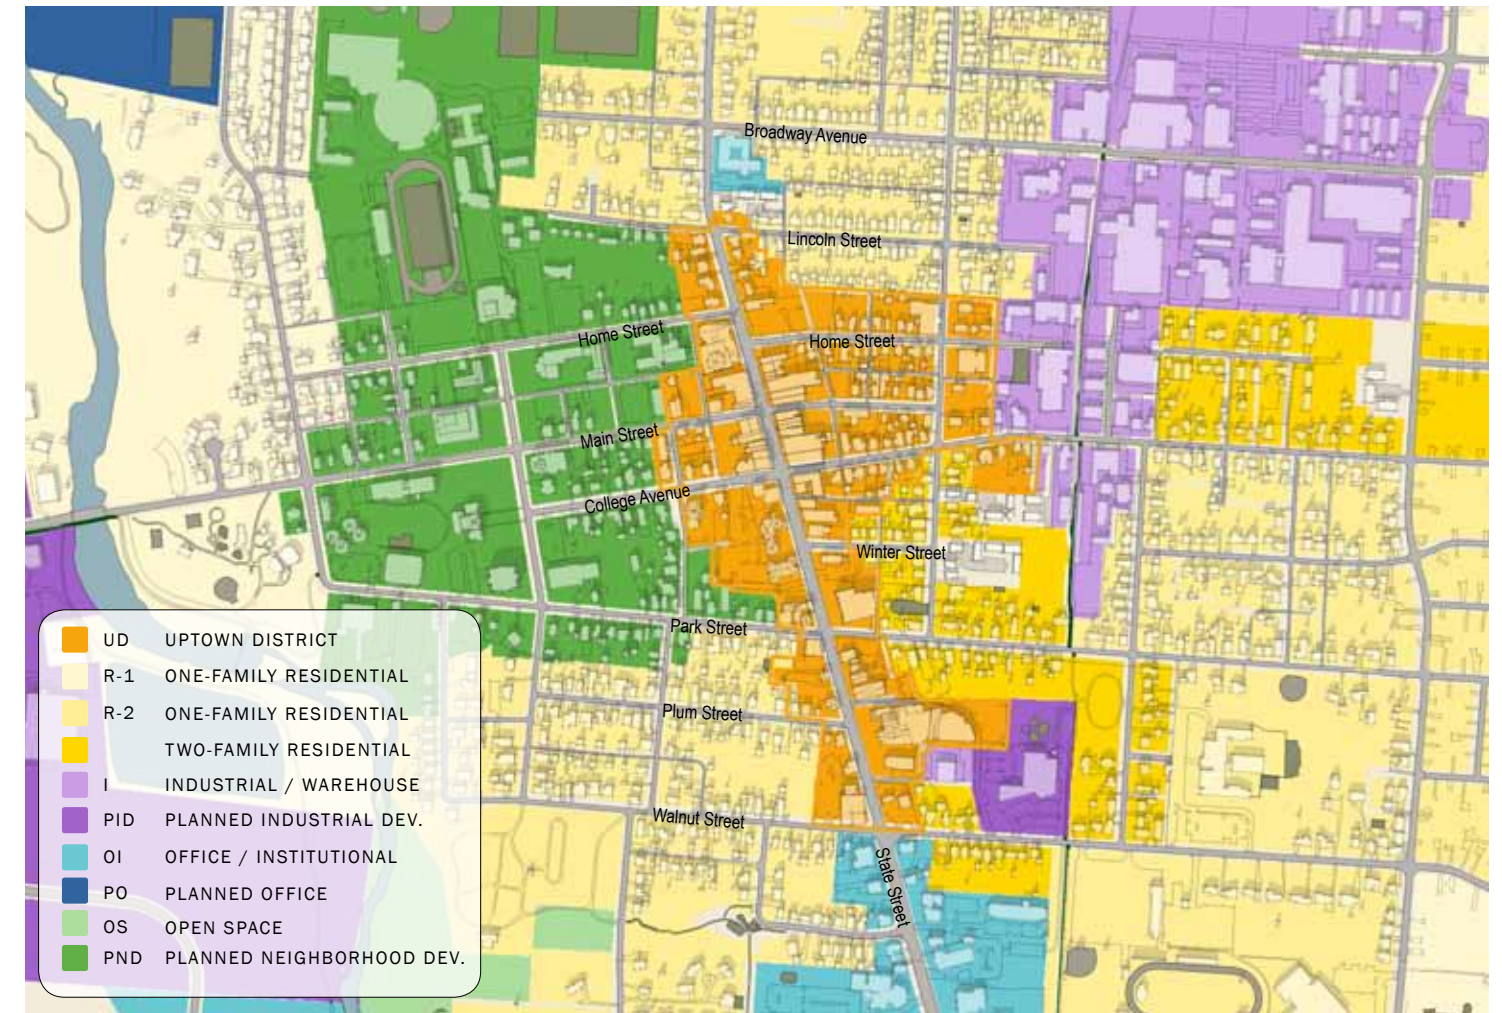 Broadway Avenue
Lincoln Street
Home Street
Home Street
Main Street
College Avenue
Winter Street
Park Street
Plum Street
Walnut Street
State Street
UD UPTOWN DISTRICT
R-1 ONE-FAMILY RESIDENTIAL
R-2 ONE-FAMILY RESIDENTIAL
TWO-FAMILY RESIDENTIAL
I INDUSTRIAL / WAREHOUSE
PID PLANNED INDUSTRIAL DEV.
OI OFFICE / INSTITUTIONAL
PO PLANNED OFFICE
OS OPEN SPACE
PND PLANNED NEIGHBORHOOD DEV.